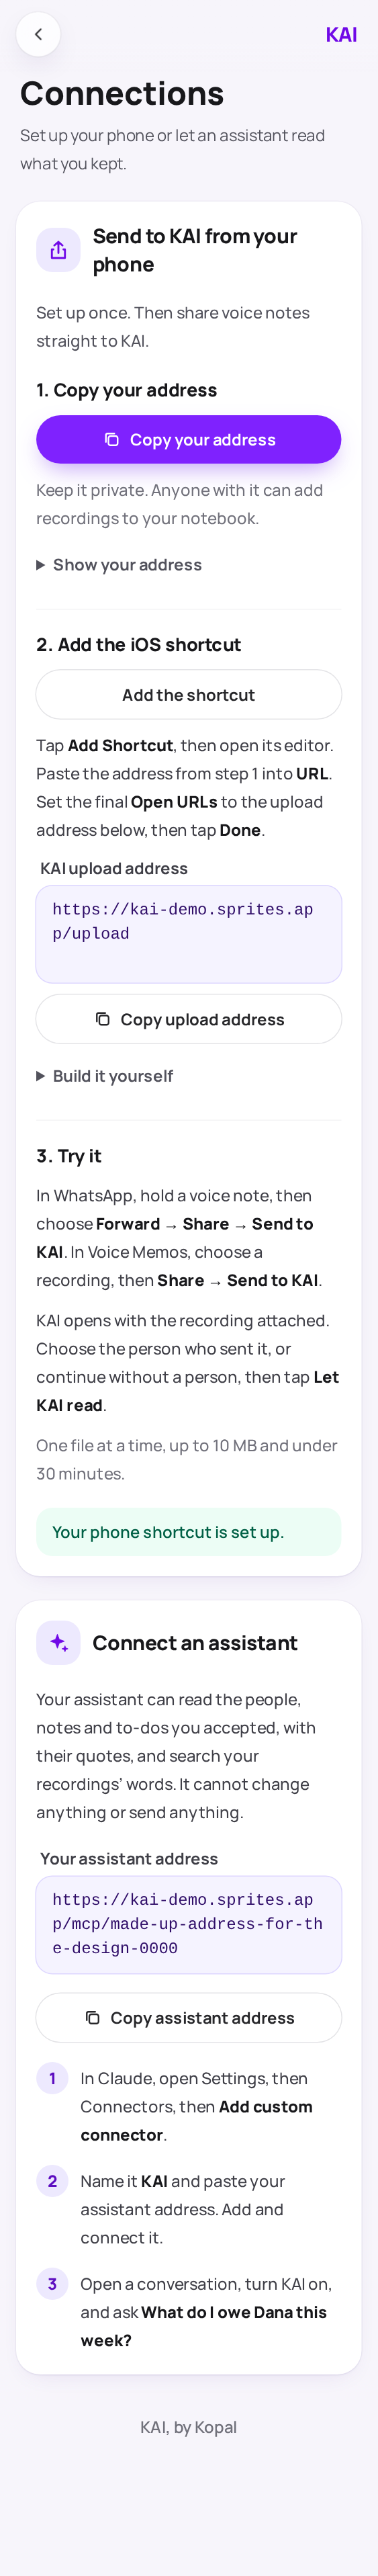 KAI
Connections
Set up your phone or let an assistant read
what you kept.
Send to KAI from your
phone
Set up once. Then share voice notes
straight to KAI.
1. Copy your address
Copy your address
Keep it private. Anyone with it can add
recordings to your notebook.
Show your address
2. Add the iOS shortcut
Add the shortcut
Tap Add Shortcut, then open its editor.
Paste the address from step 1 into URL.
Set the final Open URLs to the upload
address below, then tap Done.
KAI upload address
https://kai-demo.sprites.ap
p/upload
Copy upload address
Build it yourself
3. Try it
In WhatsApp, hold a voice note, then
choose Forward → Share → Send to
KAI. In Voice Memos, choose a
recording, then Share → Send to KAI.
KAI opens with the recording attached.
Choose the person who sent it, or
continue without a person, then tap Let
KAI read.
One file at a time, up to 10 MB and under
30 minutes.
Your phone shortcut is set up.
Connect an assistant
Your assistant can read the people,
notes and to-dos you accepted, with
their quotes, and search your
recordings’ words. It cannot change
anything or send anything.
Your assistant address
https://kai-demo.sprites.ap
p/mcp/made-up-address-for-th
e-design-0000
Copy assistant address
1 In Claude, open Settings, then
Connectors, then Add custom
connector.
2 Name it KAI and paste your
assistant address. Add and
connect it.
3 Open a conversation, turn KAI on,
and ask What do I owe Dana this
week?
KAI, by Kopal